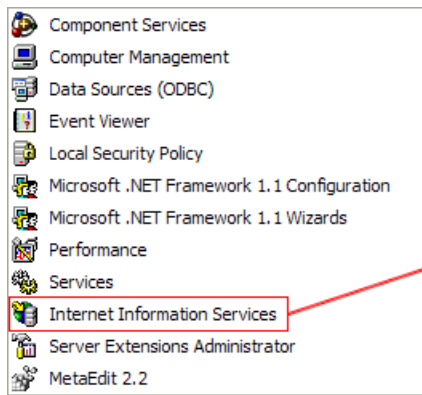 Component Services
Computer Management
Data Sources (ODBC)
Event Viewer
Local Security Policy
Microsoft .NET Framework 1.1 Configuration
Microsoft .NET Framework 1.1 Wizards
Performance
Services
Internet Information Services
Server Extensions Administrator
MetaEdit 2.2